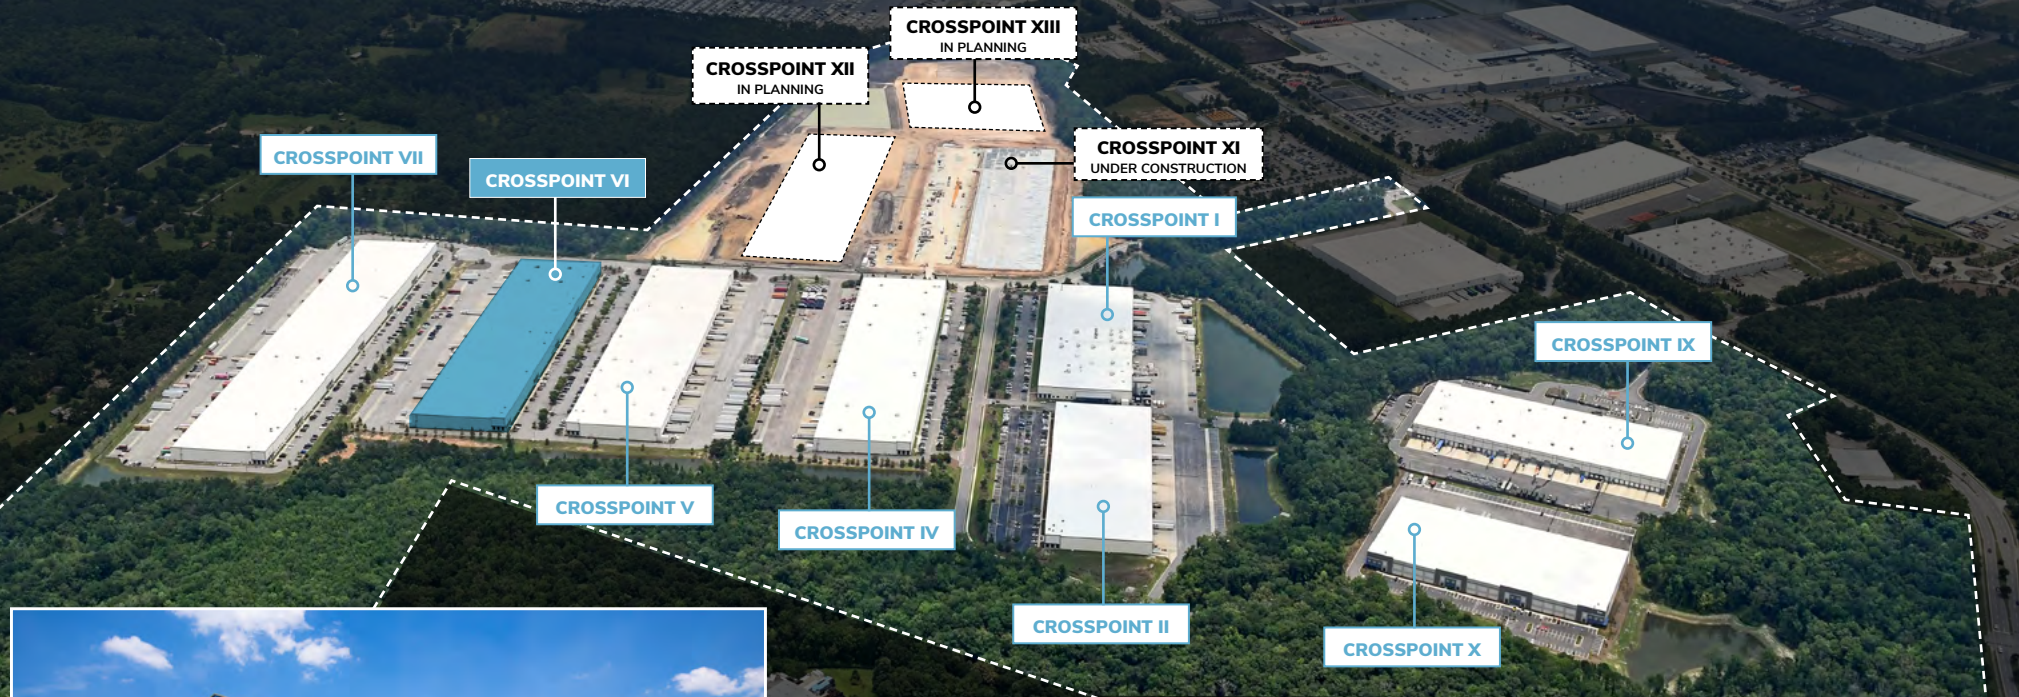 CROSSPOINT XIII
IN PLANNING
CROSSPOINT XII
IN PLANNING
CROSSPOINT XI
UNDER CONSTRUCTION
CROSSPOINT VII
CROSSPOINT VI
CROSSPOINT I
CROSSPOINT IX
CROSSPOINT V
CROSSPOINT IV
CROSSPOINT II
CROSSPOINT X